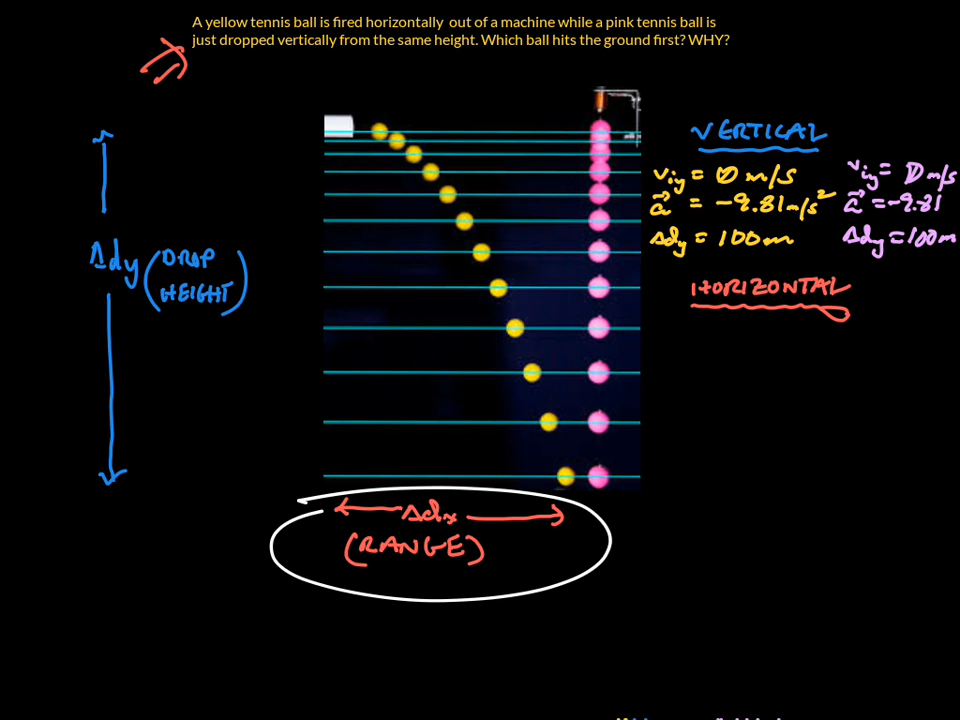 A yellow tennis ball is fired horizontally out of a machine while a pink tennis ball is
just dropped vertically from the same height. Which ball hits the ground first? WHY?
VERTICAL
viy = 0 m/s
a⃗ = -9.81 m/s²
Δdy = 100m
viy = 0 m/s
a⃗ = -9.81
Δdy = 100m
Δdy (DROP
HEIGHT)
HORIZONTAL
Δdx
(RANGE)